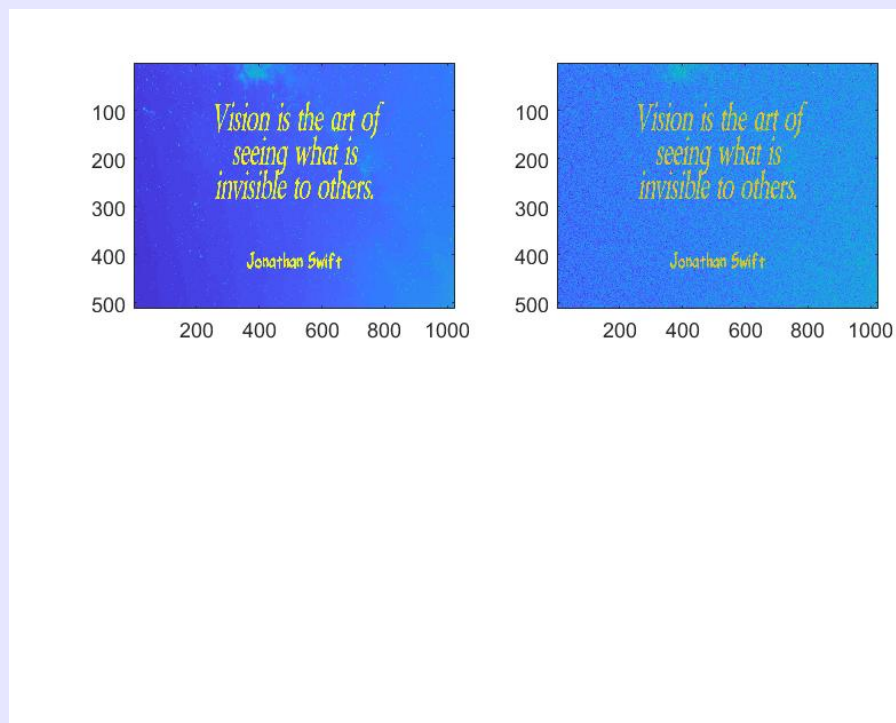 Vision is the art of
seeing what is
invisible to others.
Jonathan Swift
100
200
300
400
500
200 400 600 800 1000
Vision is the art of
seeing what is
invisible to others.
Jonathan Swift
100
200
300
400
500
200 400 600 800 1000